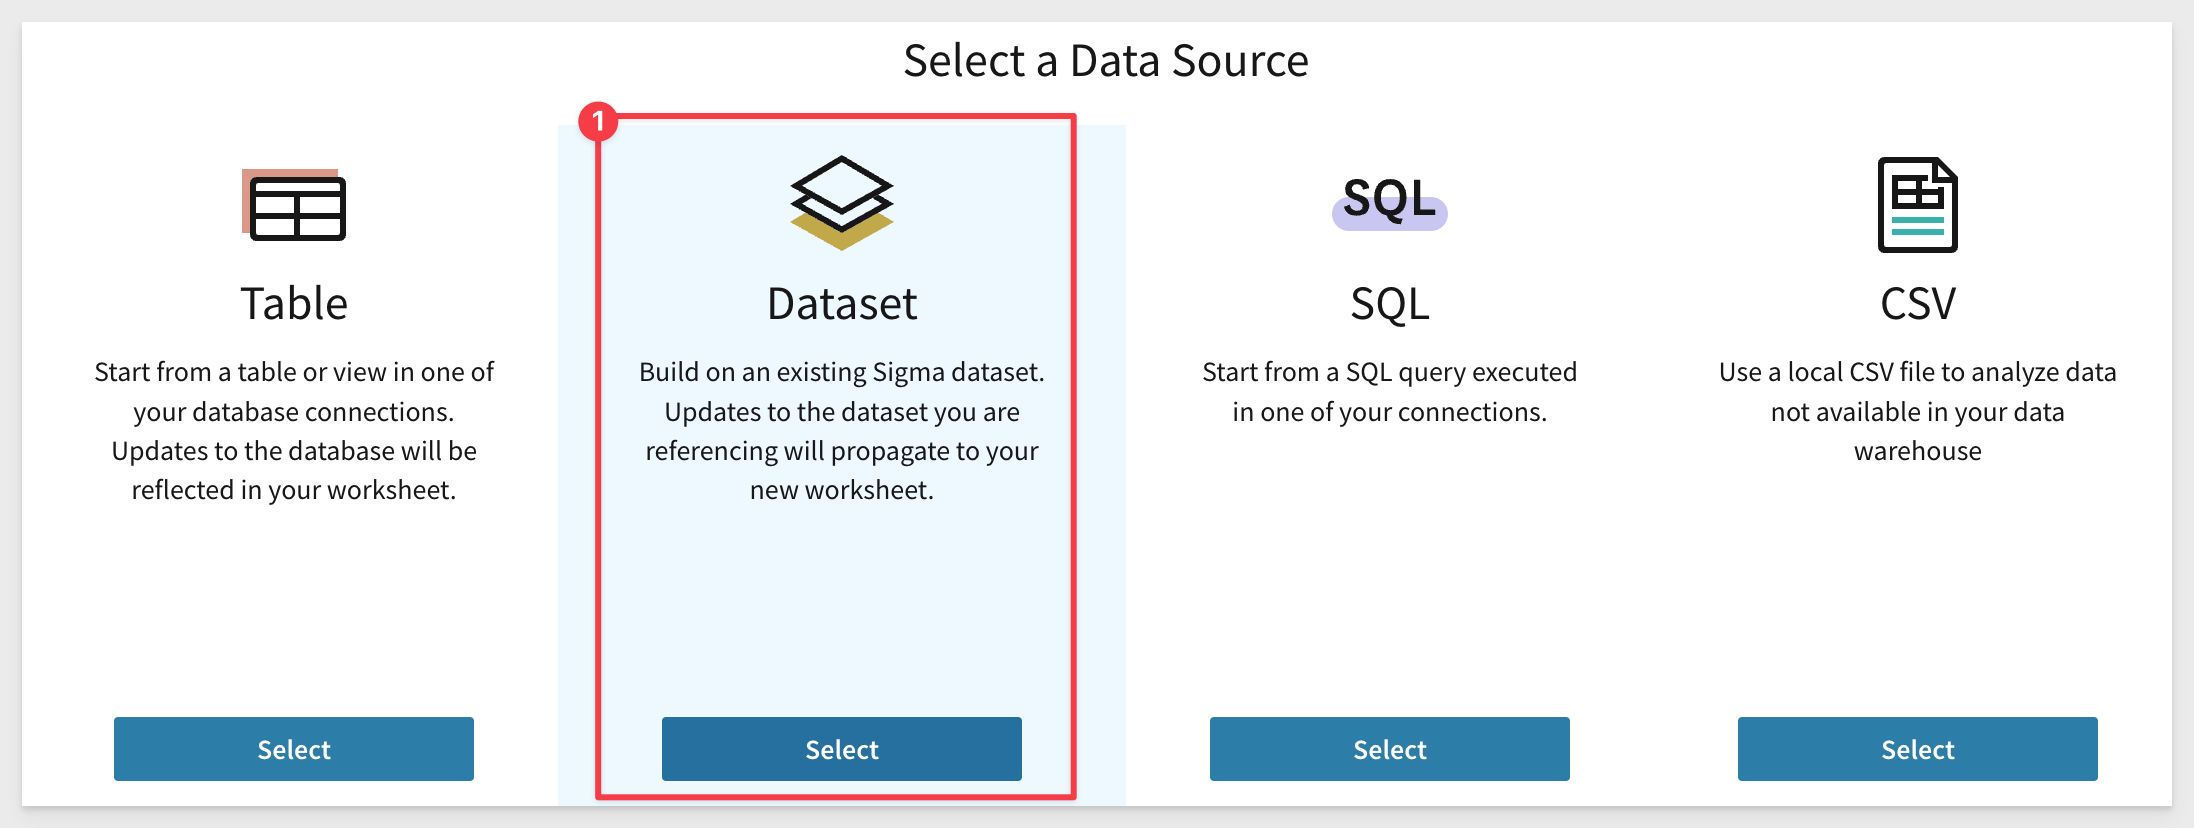 Select a Data Source
1
Table
Start from a table or view in one of
your database connections.
Updates to the database will be
reflected in your worksheet.
Select
Dataset
Build on an existing Sigma dataset.
Updates to the dataset you are
referencing will propagate to your
new worksheet.
Select
SQL
SQL
Start from a SQL query executed
in one of your connections.
Select
CSV
Use a local CSV file to analyze data
not available in your data
warehouse
Select